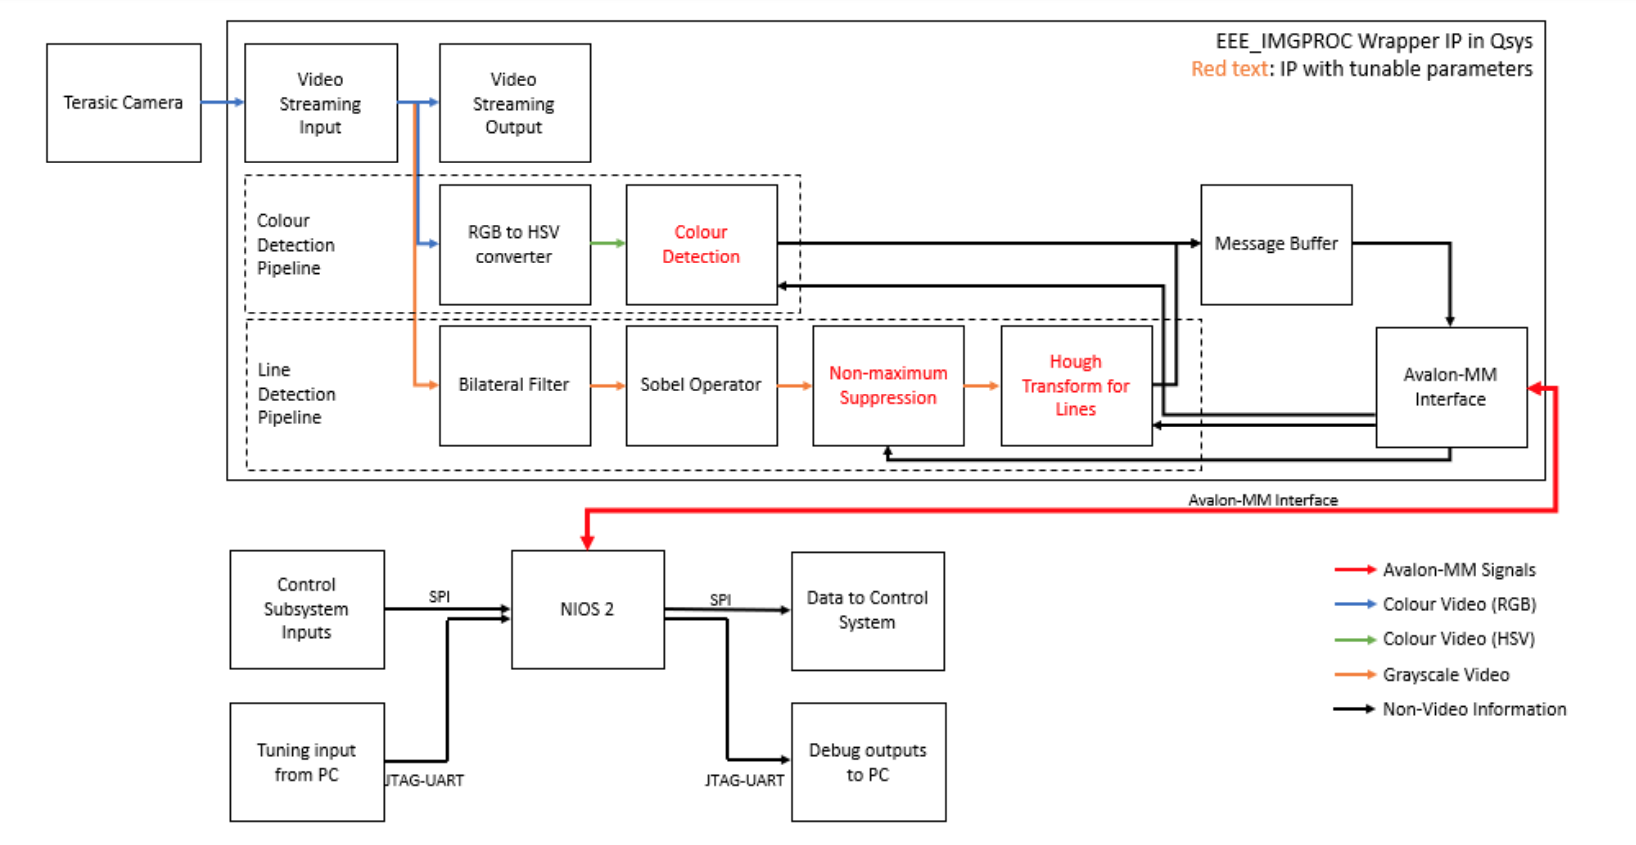 EEE_IMGPROC Wrapper IP in Qsys
Red text: IP with tunable parameters
Terasic Camera
Video
Streaming
Input
Video
Streaming
Output
Colour
Detection
Pipeline
RGB to HSV
converter
Colour
Detection
Message Buffer
Line
Detection
Pipeline
Bilateral Filter
Sobel Operator
Non-maximum
Suppression
Hough
Transform for
Lines
Avalon-MM
Interface
Avalon-MM Interface
Control
Subsystem
Inputs
SPI
NIOS 2
SPI
Data to Control
System
Tuning input
from PC
JTAG-UART
JTAG-UART
Debug outputs
to PC
Avalon-MM Signals
Colour Video (RGB)
Colour Video (HSV)
Grayscale Video
Non-Video Information